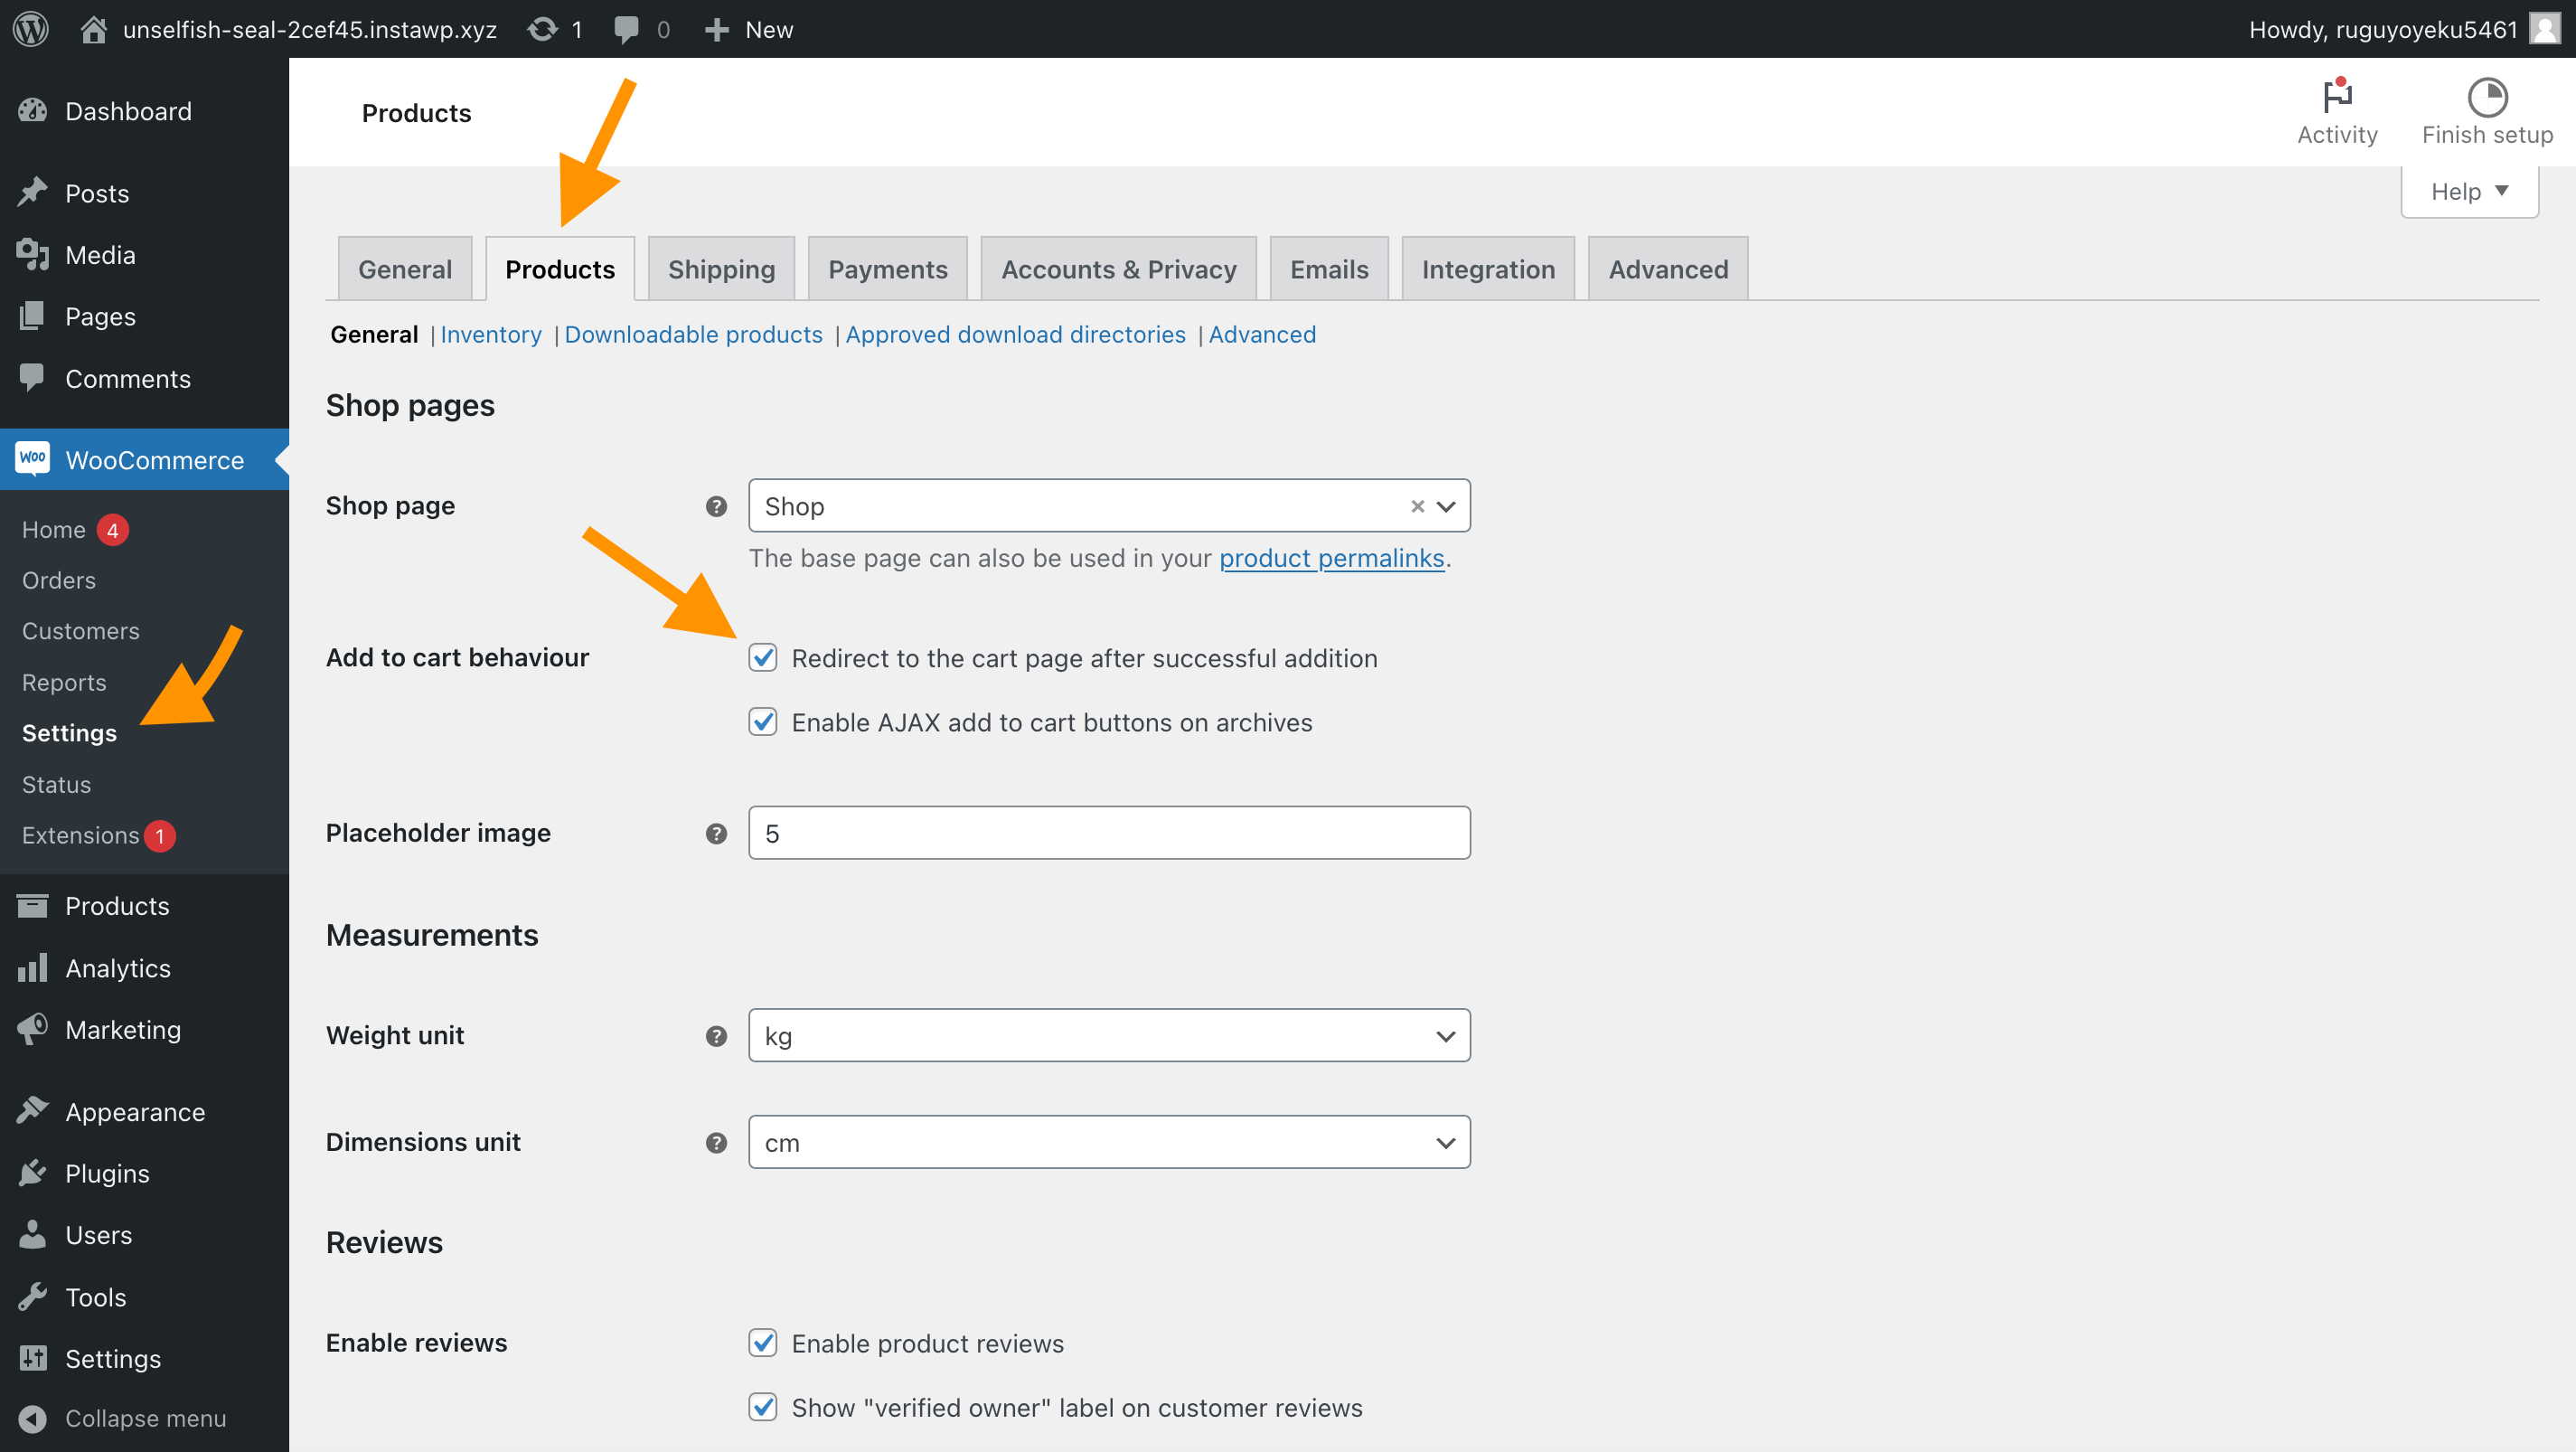 unselfish-seal-2cef45.instawp.xyz 1 0 New Howdy, ruguyoyeku5461
Dashboard
Posts
Media
Pages
Comments
Woo WooCommerce
Home 4
Orders
Customers
Reports
Settings
Status
Extensions 1
Products
Analytics
Marketing
Appearance
Plugins
Users
Tools
Settings
Collapse menu
Products
Activity Finish setup
Help
General Products Shipping Payments Accounts & Privacy Emails Integration Advanced
General | Inventory | Downloadable products | Approved download directories | Advanced
Shop pages
Shop page ? Shop ×
The base page can also be used in your product permalinks.
Add to cart behaviour Redirect to the cart page after successful addition
Enable AJAX add to cart buttons on archives
Placeholder image ? 5
Measurements
Weight unit ? kg
Dimensions unit ? cm
Reviews
Enable reviews Enable product reviews
Show "verified owner" label on customer reviews